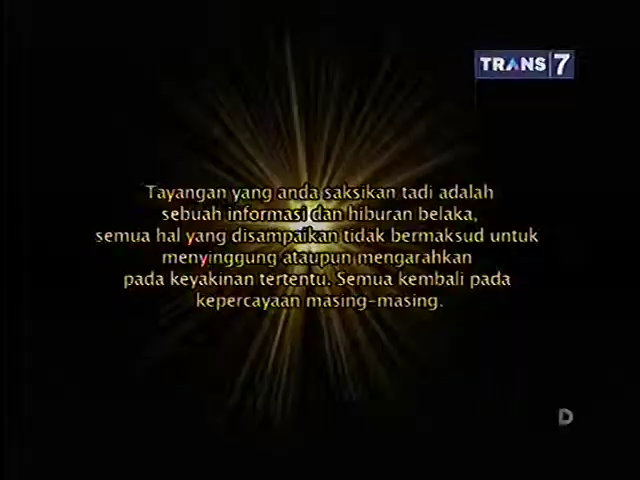 TRANS 7
Tayangan yang anda saksikan tadi adalah
sebuah informasi dan hiburan belaka,
semua hal yang disampaikan tidak bermaksud untuk
menyinggung ataupun mengarahkan
pada keyakinan tertentu. Semua kembali pada
kepercayaan masing-masing.
D